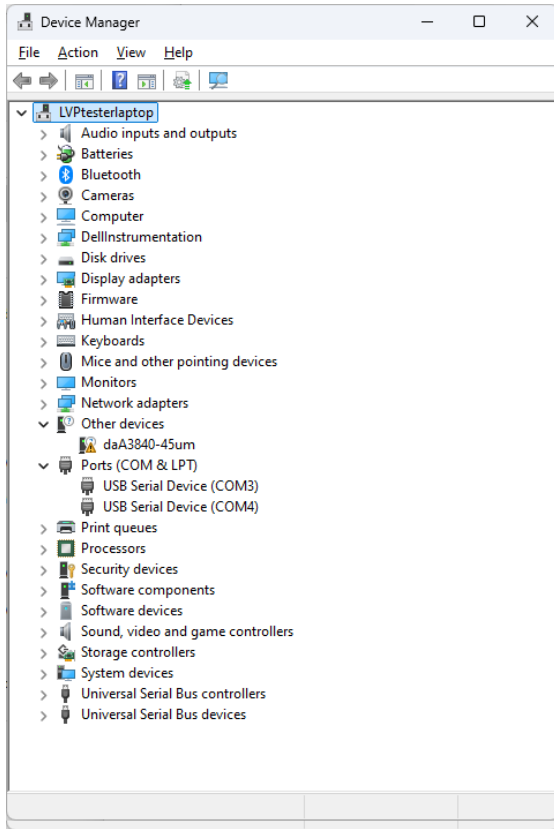 Device Manager
File Action View Help
LVPtesterlaptop
Audio inputs and outputs
Batteries
Bluetooth
Cameras
Computer
DellInstrumentation
Disk drives
Display adapters
Firmware
Human Interface Devices
Keyboards
Mice and other pointing devices
Monitors
Network adapters
Other devices
daA3840-45um
Ports (COM & LPT)
USB Serial Device (COM3)
USB Serial Device (COM4)
Print queues
Processors
Security devices
Software components
Software devices
Sound, video and game controllers
Storage controllers
System devices
Universal Serial Bus controllers
Universal Serial Bus devices